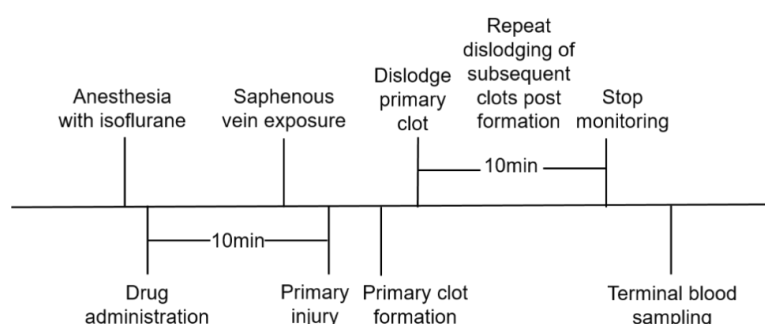 Anesthesia
with isoflurane
Saphenous
vein exposure
Dislodge
primary
clot
Repeat
dislodging of
subsequent
clots post
formation
Stop
monitoring
10min
10min
Drug
administration
Primary
injury
Primary clot
formation
Terminal blood
sampling